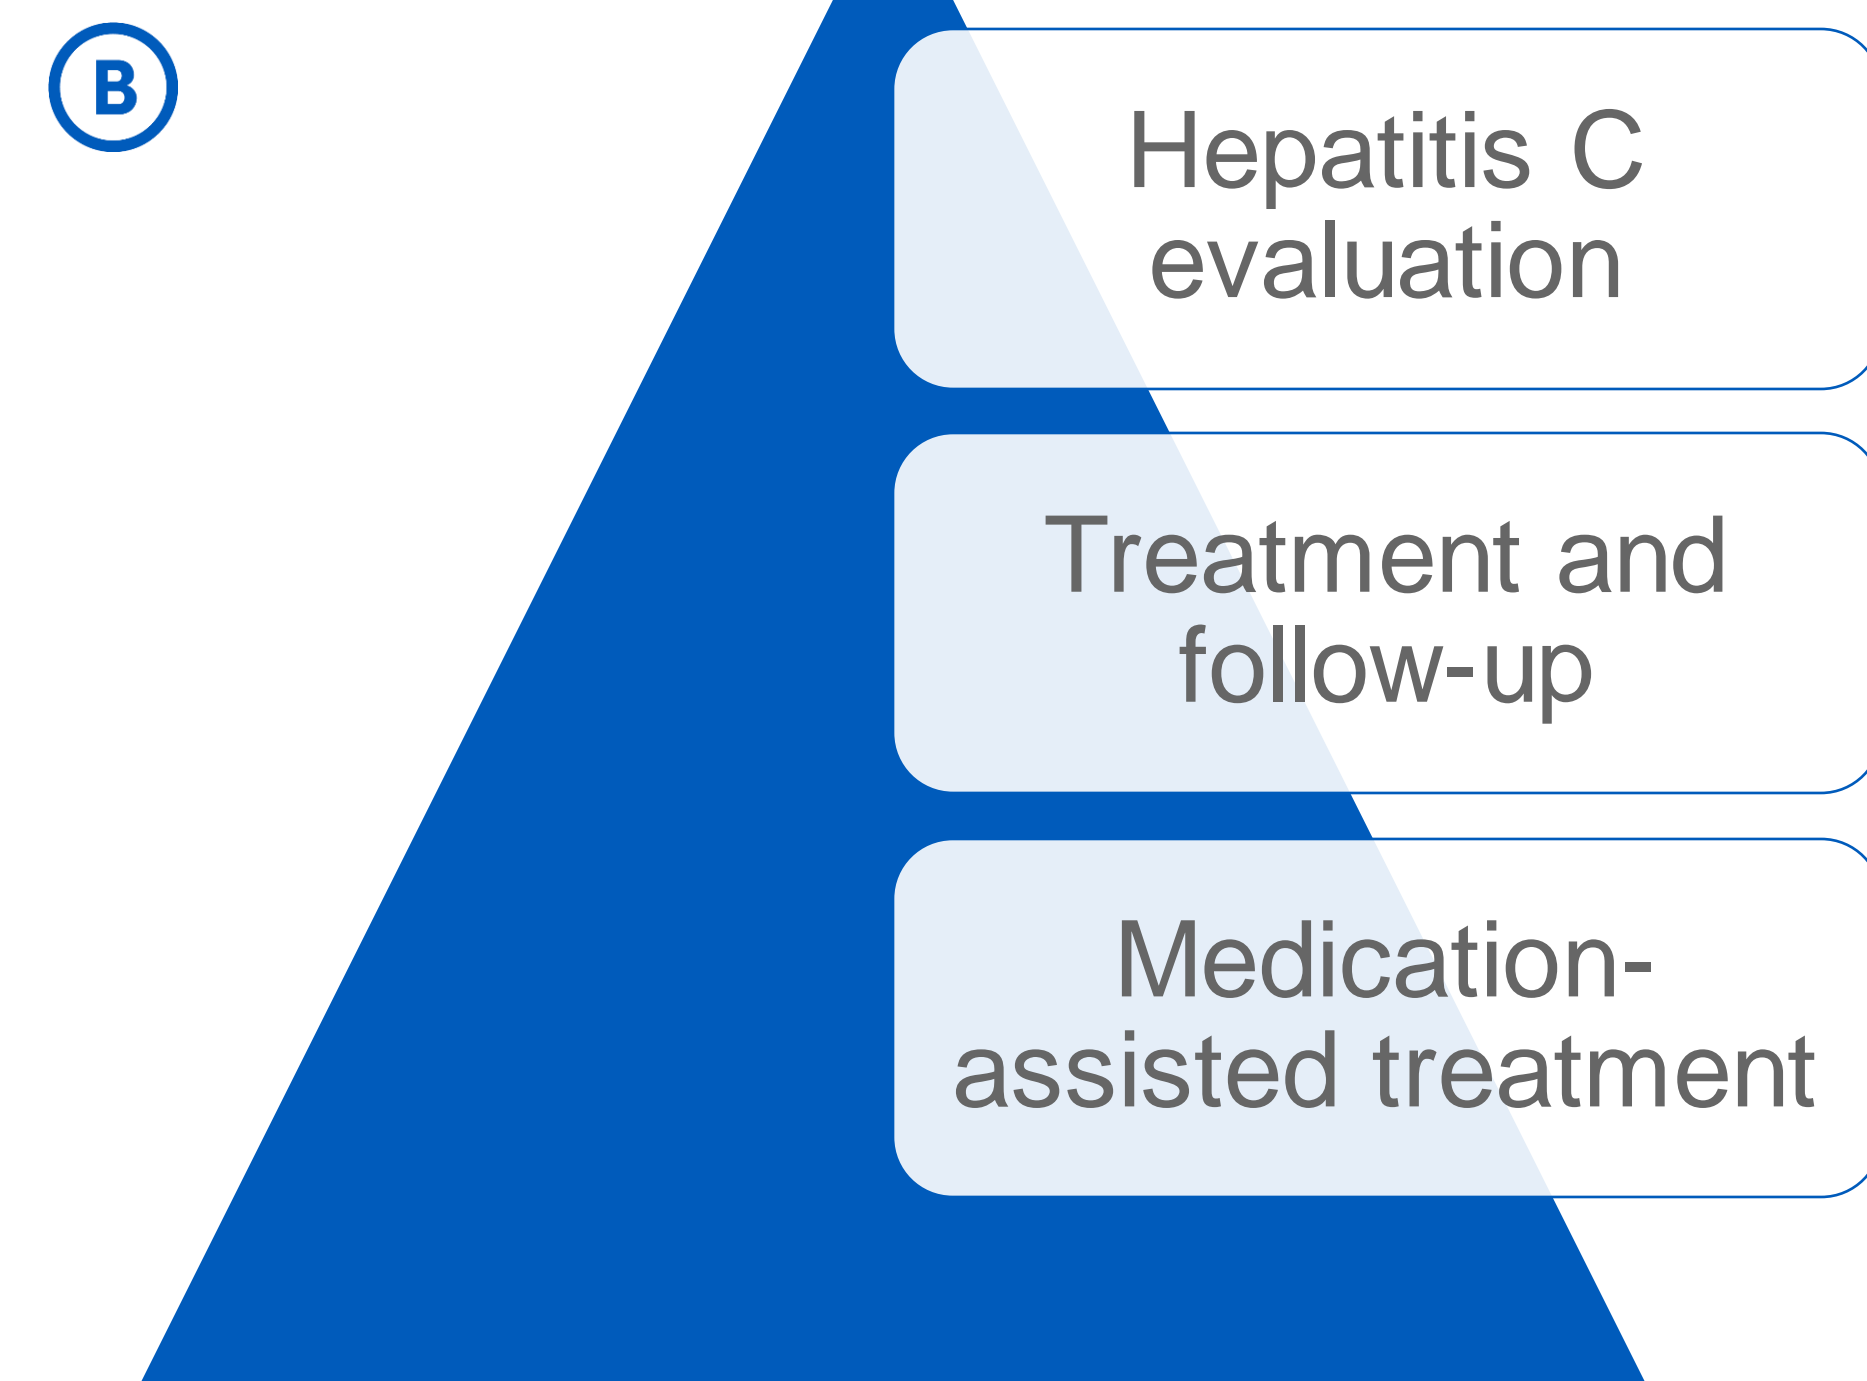 B
Hepatitis C
evaluation
Treatment and
follow-up
Medication-
assisted treatment